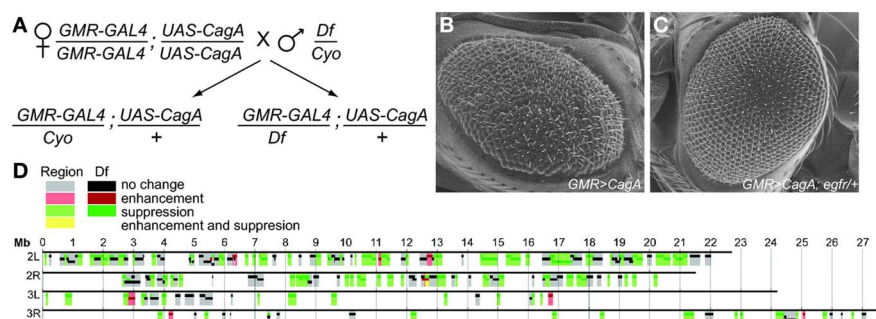 A
♀ GMR-GAL4 / GMR-GAL4 ; UAS-CagA / UAS-CagA X ♂ Df / Cyo
GMR-GAL4 / Cyo ; UAS-CagA / +
GMR-GAL4 / Df ; UAS-CagA / +
B
GMR>CagA
C
GMR>CagA; egfr/+
D
Region Df
no change
enhancement
suppression
enhancement and suppresion
Mb 0 1 2 3 4 5 6 7 8 9 10 11 12 13 14 15 16 17 18 19 20 21 22 23 24 25 26 27
2L
2R
3L
3R